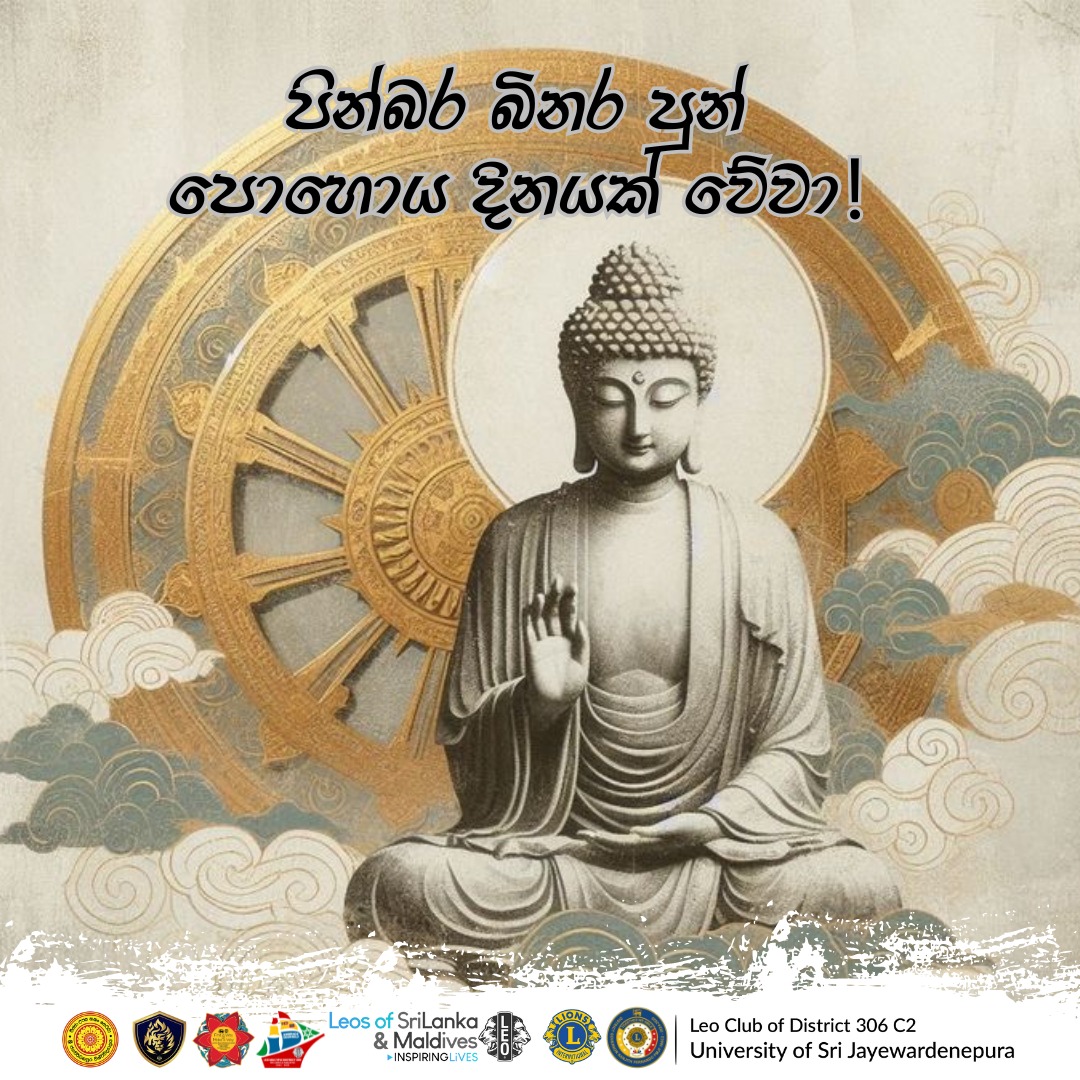 පින්බර බිනර පුන්
පොහොය දිනයක් වේවා!
Leos of SriLanka
& Maldives
INSPIRING LiVES
LEO
LIONS
L
INTERNATIONAL
Leo Club of District 306 C2
University of Sri Jayewardenepura